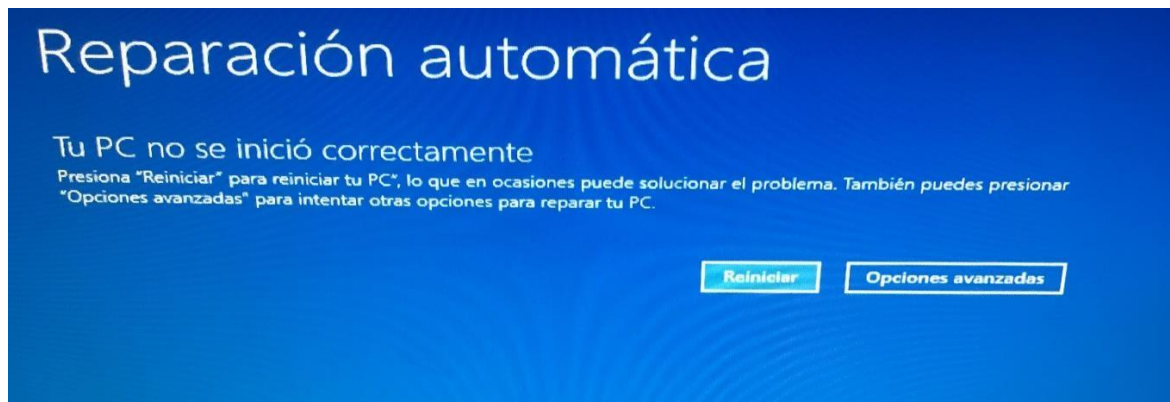 Reparación automática
Tu PC no se inició correctamente
Presiona "Reiniciar" para reiniciar tu PC", lo que en ocasiones puede solucionar el problema. También puedes presionar
"Opciones avanzadas" para intentar otras opciones para reparar tu PC.
Reiniciar
Opciones avanzadas